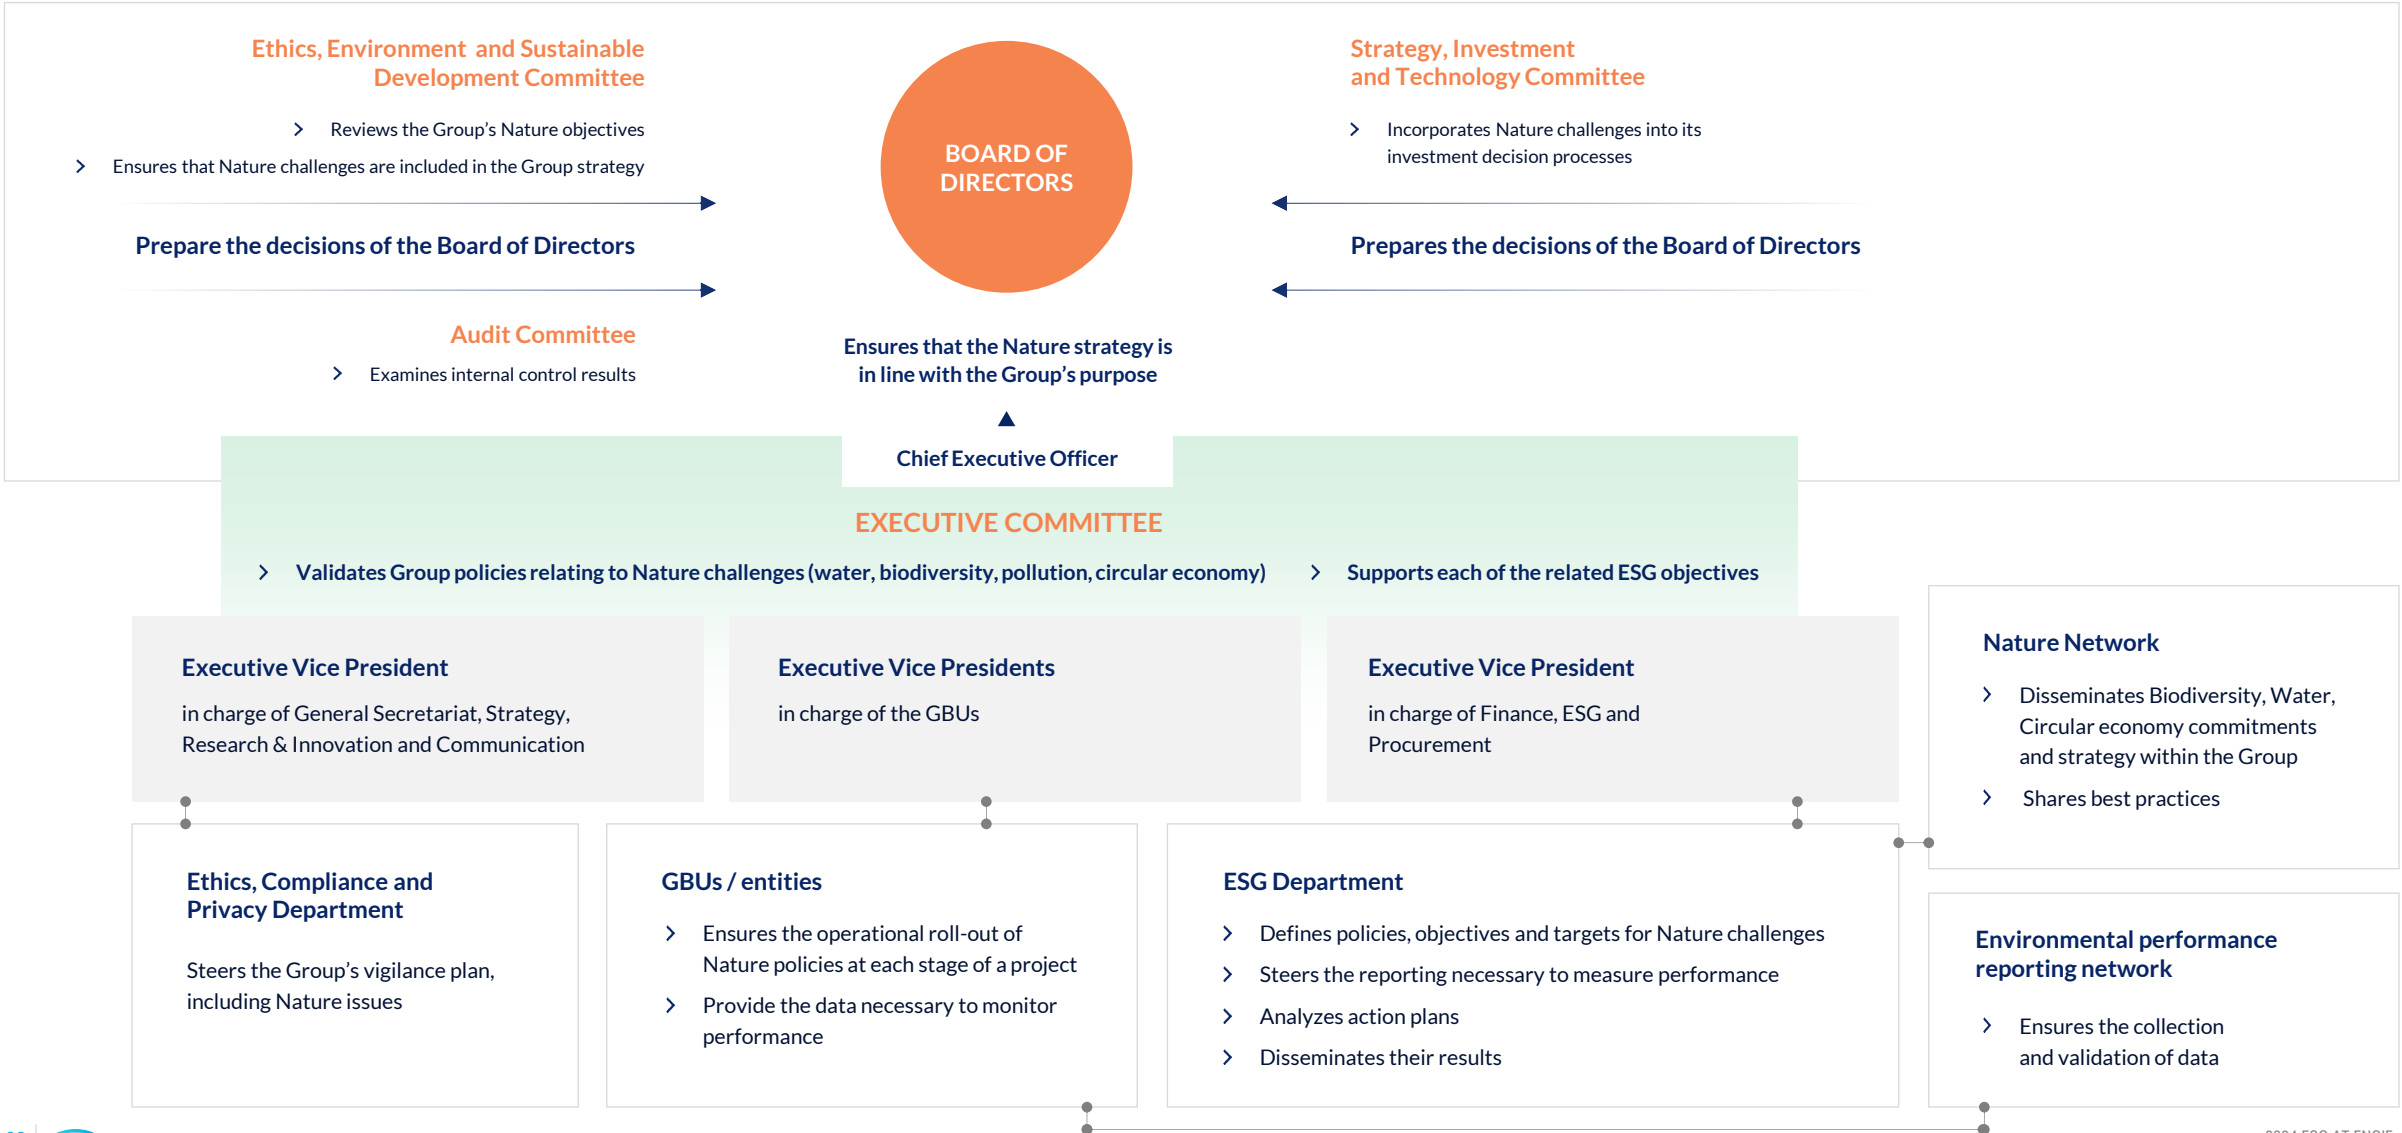 Ethics, Environment and Sustainable
Development Committee
Reviews the Group's Nature objectives
Ensures that Nature challenges are included in the Group strategy
Prepare the decisions of the Board of Directors
Audit Committee
Examines internal control results
BOARD OF
DIRECTORS
Ensures that the Nature strategy is
in line with the Group's purpose
Chief Executive Officer
Strategy, Investment
and Technology Committee
Incorporates Nature challenges into its
investment decision processes
Prepares the decisions of the Board of Directors
EXECUTIVE COMMITTEE
Validates Group policies relating to Nature challenges (water, biodiversity, pollution, circular economy)
Supports each of the related ESG objectives
Executive Vice President
in charge of General Secretariat, Strategy,
Research & Innovation and Communication
Executive Vice Presidents
in charge of the GBUs
Executive Vice President
in charge of Finance, ESG and
Procurement
Nature Network
Disseminates Biodiversity, Water,
Circular economy commitments
and strategy within the Group
Shares best practices
Ethics, Compliance and
Privacy Department
Steers the Group's vigilance plan,
including Nature issues
GBUs / entities
Ensures the operational roll-out of
Nature policies at each stage of a project
Provide the data necessary to monitor
performance
ESG Department
Defines policies, objectives and targets for Nature challenges
Steers the reporting necessary to measure performance
Analyzes action plans
Disseminates their results
Environmental performance
reporting network
Ensures the collection
and validation of data